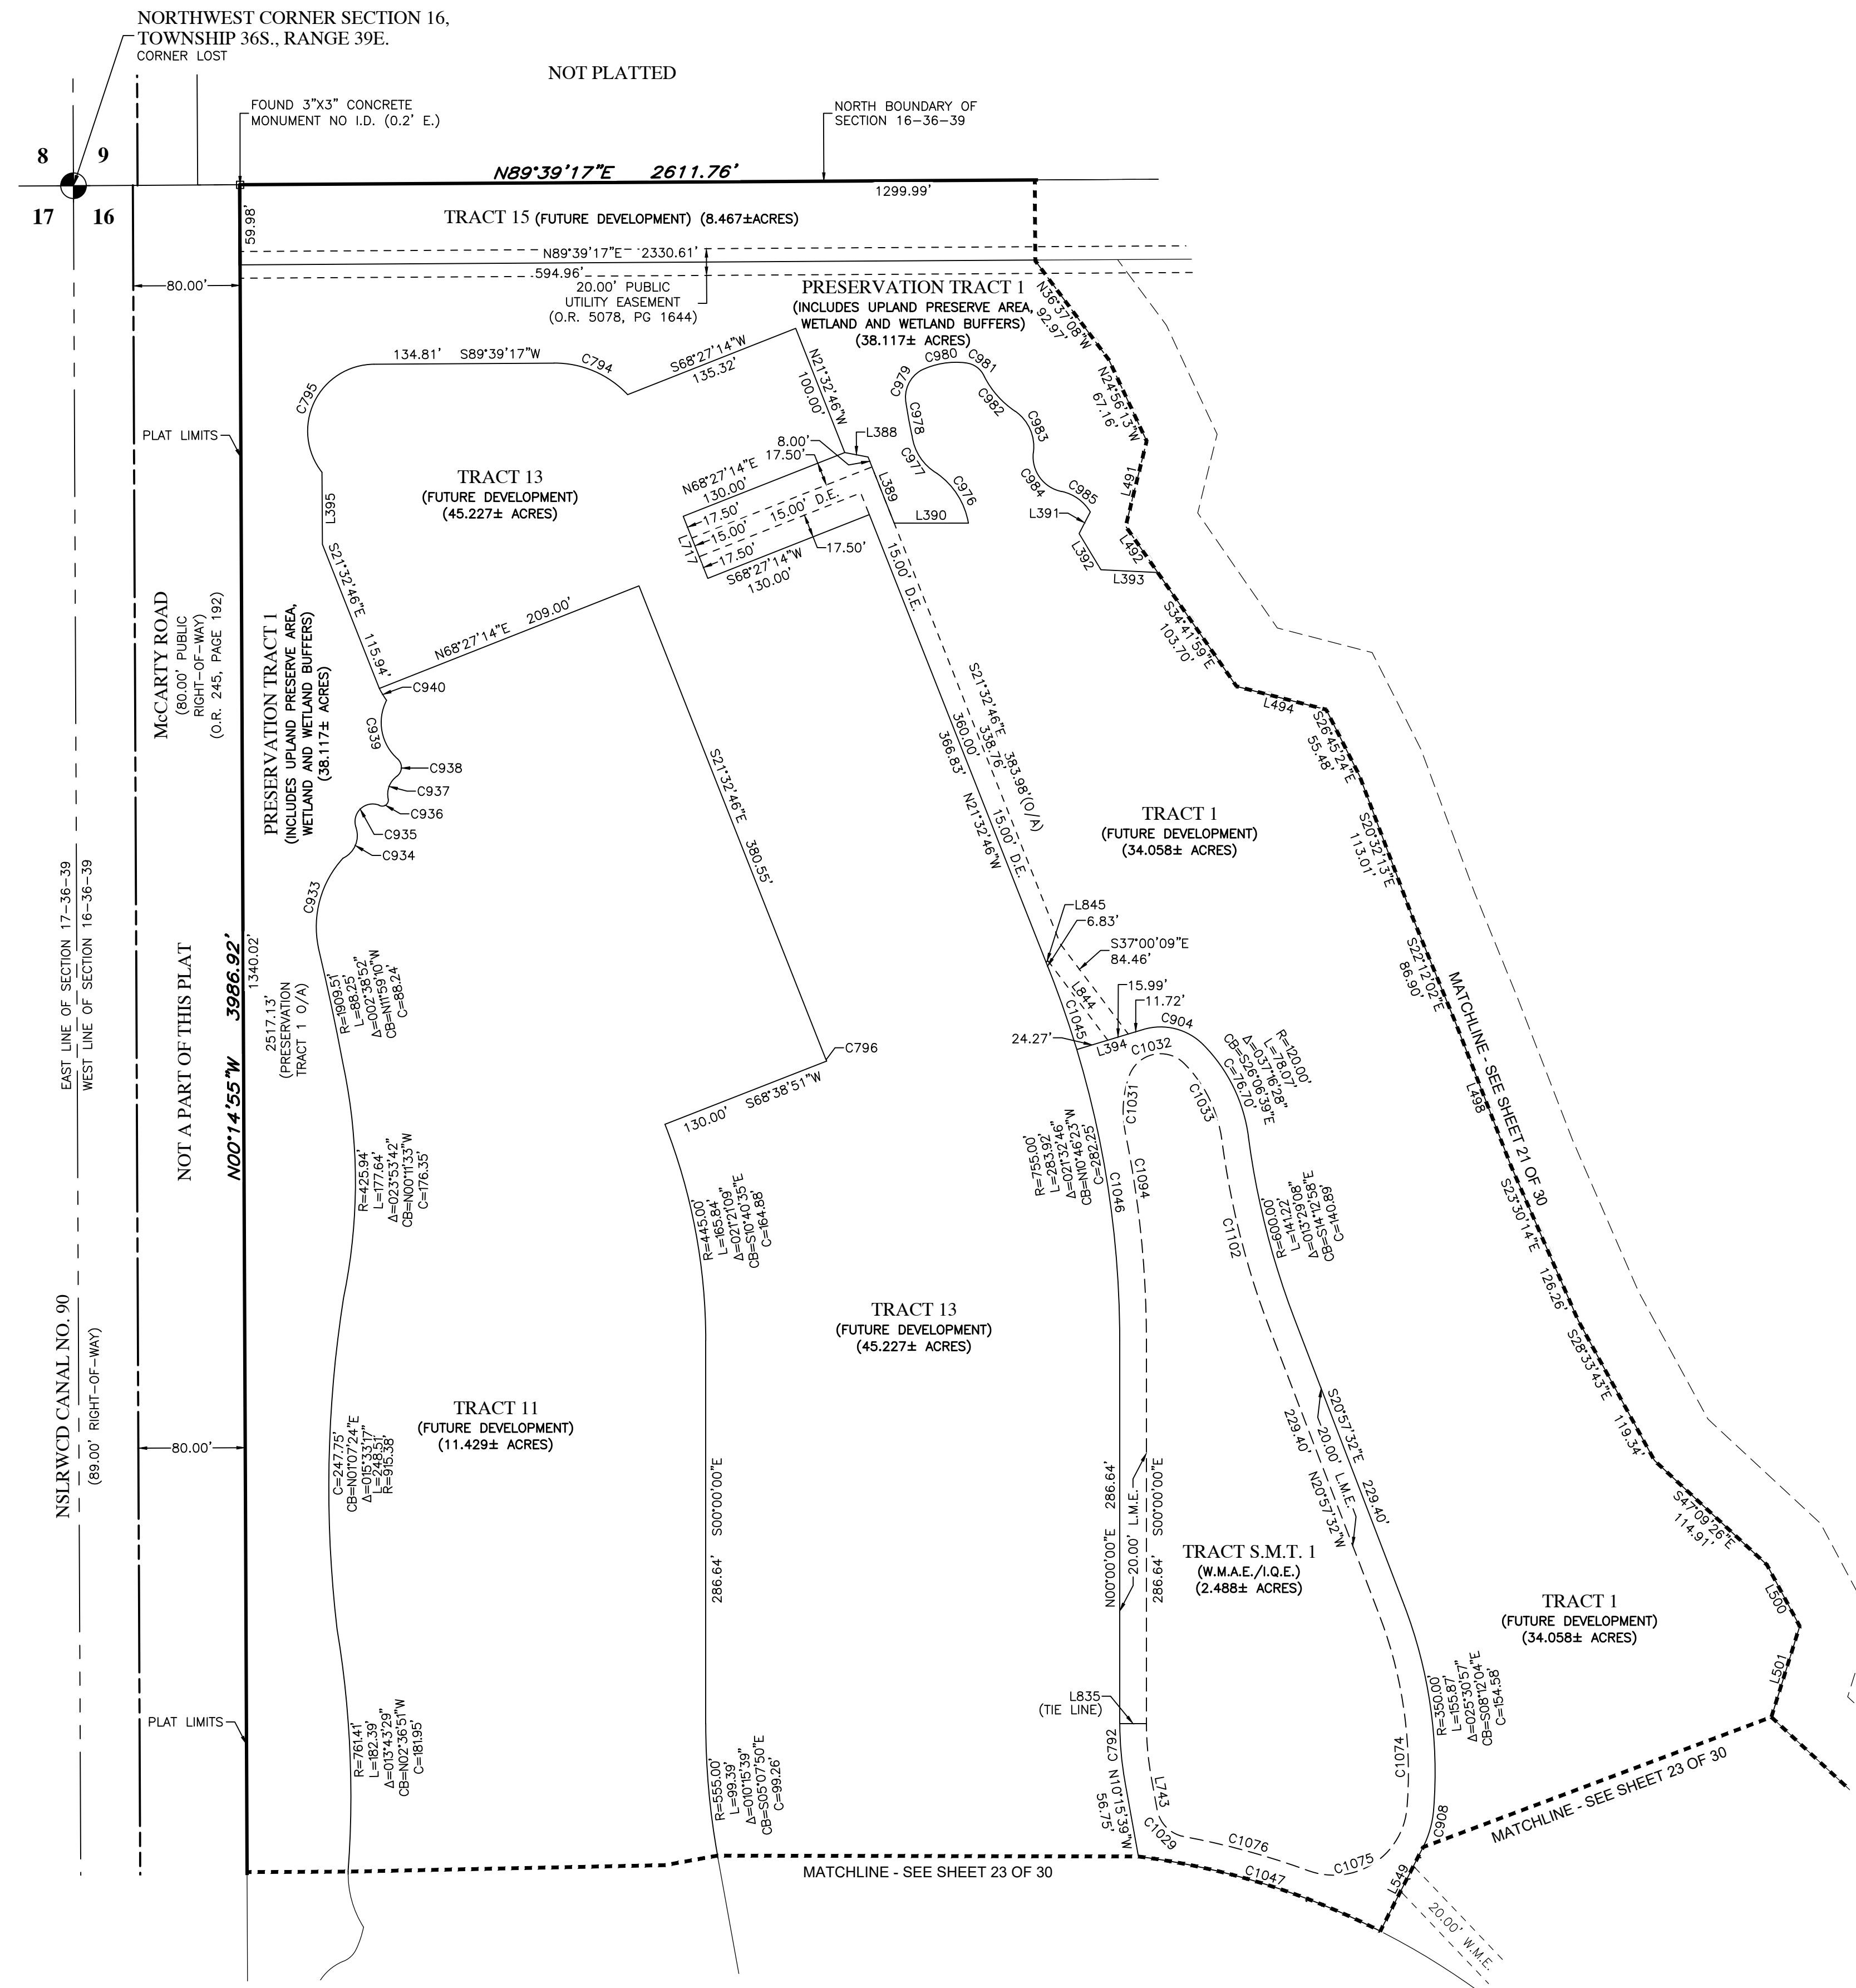 NORTHWEST CORNER SECTION 16,
TOWNSHIP 36S., RANGE 39E.
CORNER LOST
NOT PLATTED
FOUND 3"X3" CONCRETE
MONUMENT NO I.D. (0.2' E.)
NORTH BOUNDARY OF
SECTION 16-36-39
8
9
17
16
N89°39'17"E 2611.76'
1299.99'
59.98'
TRACT 15 (FUTURE DEVELOPMENT) (8.467±ACRES)
N89°39'17"E 2330.61'
594.96'
80.00'
20.00' PUBLIC
UTILITY EASEMENT
(O.R. 5078, PG 1644)
PRESERVATION TRACT 1
(INCLUDES UPLAND PRESERVE AREA,
WETLAND AND WETLAND BUFFERS)
(38.117± ACRES)
N36°37'08"W
92.97'
N24°56'13"W
67.16'
134.81' S89°39'17"W
C794
C795
S68°27'14"W
135.32'
N21°32'46"W
100.00'
C980
C981
C979
C978
C982
C983
C977
C976
C984
C985
L388
8.00'
17.50'
L389
L390
L391
L392
L393
L491
L492
PLAT LIMITS
TRACT 13
(FUTURE DEVELOPMENT)
(45.227± ACRES)
N68°27'14"E
130.00'
17.50'
15.00'
17.50'
15.00' D.E.
17.50'
L717
S68°27'14"W
130.00'
L395
S21°32'46"E 115.94'
N68°27'14"E 209.00'
15.00' D.E.
S34°41'59"E
103.70'
L494
S26°45'24"E
55.48'
McCARTY ROAD
(80.00' PUBLIC
RIGHT-OF-WAY)
(O.R. 245, PAGE 192)
PRESERVATION TRACT 1
(INCLUDES UPLAND PRESERVE AREA,
WETLAND AND WETLAND BUFFERS)
(38.117± ACRES)
C940
C939
C938
C937
C936
C935
C934
C933
S21°32'46"E 380.55'
S21°32'46"E 383.98'(O/A)
338.76'
360.00'
366.83' N21°32'46"W
15.00' D.E.
TRACT 1
(FUTURE DEVELOPMENT)
(34.058± ACRES)
S20°32'13"E
113.01'
S22°12'02"E
86.90'
MATCHLINE - SEE SHEET 21 OF 30
L498
L845
6.83'
S37°00'09"E
84.46'
L844
15.99'
11.72'
C1045
24.27'
L394
C904
C1032
EAST LINE OF SECTION 17-36-39
WEST LINE OF SECTION 16-36-39
NOT A PART OF THIS PLAT
N00°14'55"W 3986.92'
1340.02'
2517.13'
(PRESERVATION
TRACT 1 O/A)
R=1909.51'
L=88.25'
Δ=002°38'52"
CB=N11°59'10"W
C=88.24'
C796
S68°38'51"W
130.00'
R=120.00'
L=78.07'
Δ=037°16'28"
CB=S26°06'39"E
C=76.70'
C1031
C1033
R=755.00'
L=283.92'
Δ=021°32'46"
CB=N10°46'23"W
C=282.25'
C1046
C1094
C1102
R=425.94'
L=177.64'
Δ=023°53'42"
CB=N00°11'33"W
C=176.35'
R=445.00'
L=165.84'
Δ=021°21'09"
CB=S10°40'35"E
C=164.88'
R=600.00'
L=141.22'
Δ=013°29'08"
CB=S14°12'58"E
C=140.89'
S23°30'14"E 126.26'
NSLRWCD CANAL NO. 90
(89.00' RIGHT-OF-WAY)
TRACT 13
(FUTURE DEVELOPMENT)
(45.227± ACRES)
S28°33'43"E 119.34'
TRACT 11
(FUTURE DEVELOPMENT)
(11.429± ACRES)
80.00'
C=247.75'
CB=N01°07'24"E
Δ=015°33'17"
L=248.51'
R=915.38'
286.64' S00°00'00"E
N00°00'00"E 286.64'
20.00' L.M.E.
286.64' S00°00'00"E
229.40' N20°57'32"W
20.00' L.M.E.
S20°57'32"E 229.40'
S47°09'26"E
114.91'
TRACT S.M.T. 1
(W.M.A.E./I.Q.E.)
(2.488± ACRES)
TRACT 1
(FUTURE DEVELOPMENT)
(34.058± ACRES)
L500
L501
L835
(TIE LINE)
PLAT LIMITS
R=761.41'
L=182.39'
Δ=013°43'29"
CB=N02°36'51"W
C=181.95'
R=555.00'
L=99.39'
Δ=010°15'39"
CB=S05°07'50"E
C=99.26'
C792
N10°15'39"W
56.75'
L743
C1029
C1076
C1075
C1074
R=350.00'
L=155.87'
Δ=025°30'57"
CB=S08°12'04"E
C=154.58'
C908
MATCHLINE - SEE SHEET 23 OF 30
MATCHLINE - SEE SHEET 23 OF 30
C1047
L549
20.00' W.M.E.